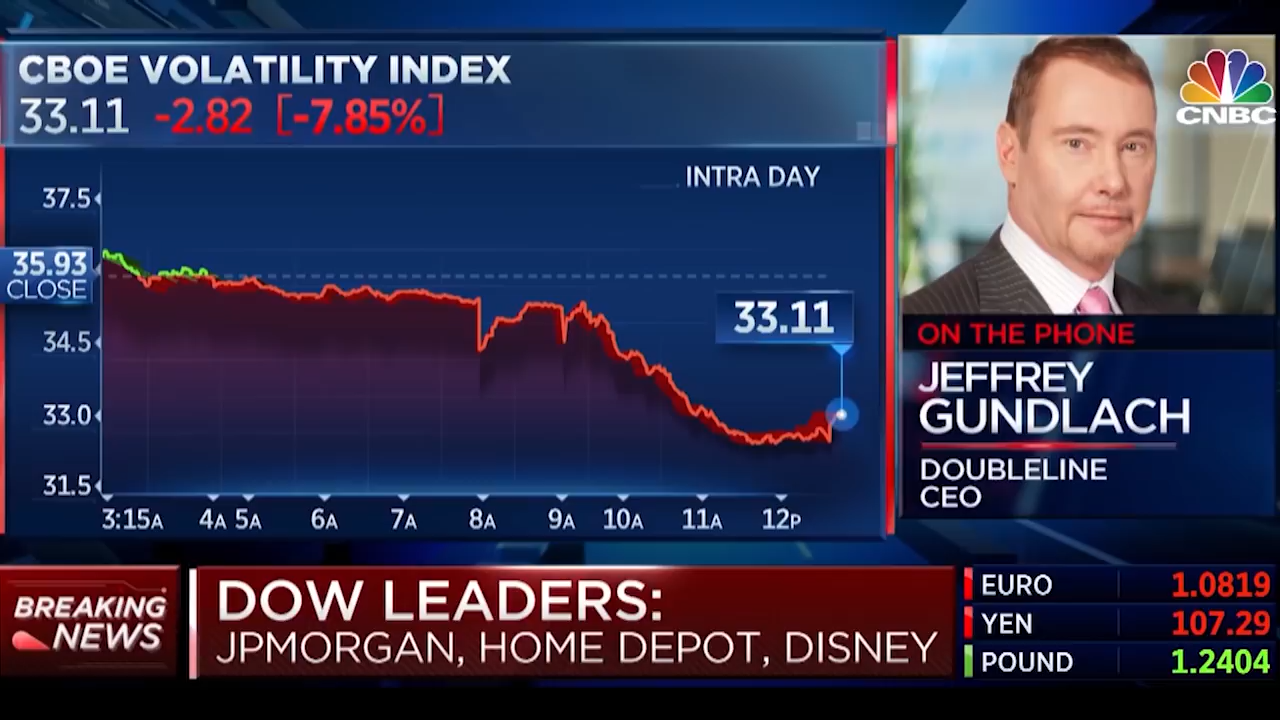 CBOE VOLATILITY INDEX
33.11 -2.82 [-7.85%]
INTRA DAY
37.5
35.93
CLOSE
34.5
33.0
31.5
33.11
3:15A 4A 5A 6A 7A 8A 9A 10A 11A 12P
CNBC
ON THE PHONE
JEFFREY
GUNDLACH
DOUBLELINE
CEO
BREAKING
NEWS
DOW LEADERS:
JPMORGAN, HOME DEPOT, DISNEY
EURO 1.0819
YEN 107.29
POUND 1.2404